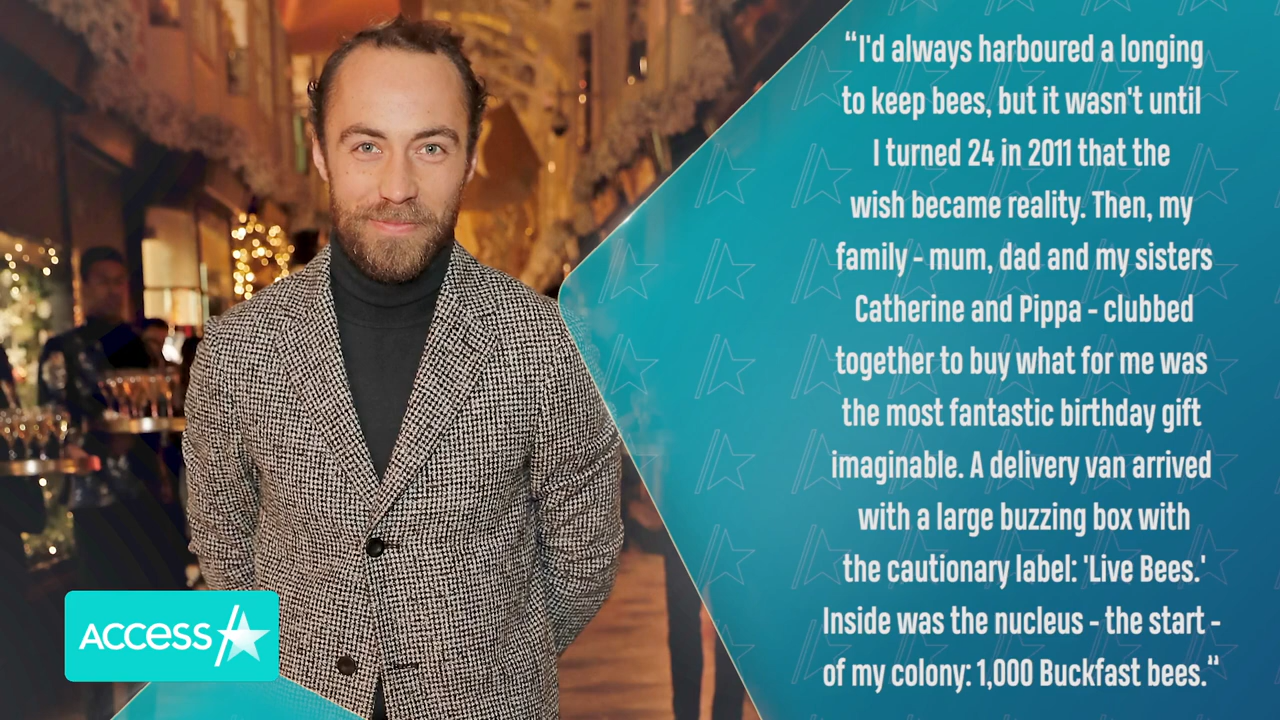 “I'd always harboured a longing
to keep bees, but it wasn't until
I turned 24 in 2011 that the
wish became reality. Then, my
family - mum, dad and my sisters
Catherine and Pippa - clubbed
together to buy what for me was
the most fantastic birthday gift
imaginable. A delivery van arrived
with a large buzzing box with
the cautionary label: 'Live Bees.'
Inside was the nucleus - the start -
of my colony: 1,000 Buckfast bees.“
ACCESS